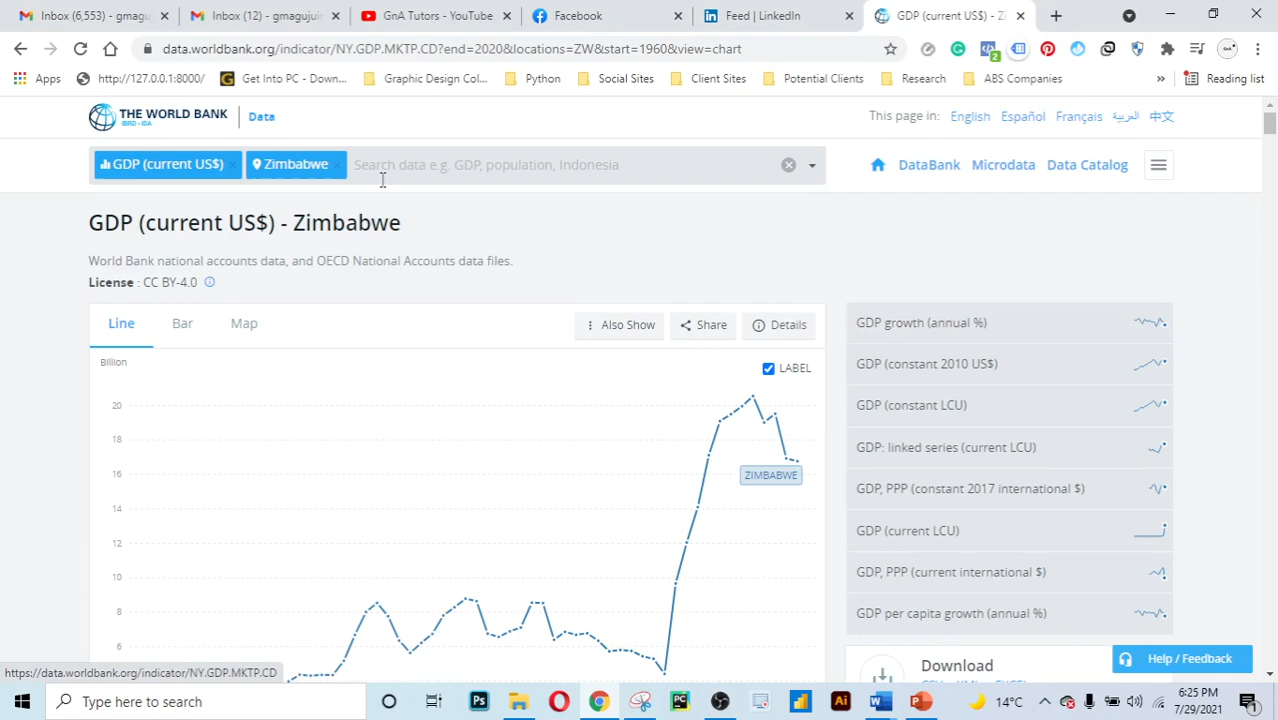 Inbox (6,553) - gmagu
Inbox (12) - gmagujui
GnA Tutors - YouTube
Facebook
Feed | LinkedIn
GDP (current US$) - Z
data.worldbank.org/indicator/NY.GDP.MKTP.CD?end=2020&locations=ZW&start=1960&view=chart
2
Apps
http://127.0.0.1:8000/
Get Into PC - Down...
Graphic Design Col...
Python
Social Sites
Client Sites
Potential Clients
Research
ABS Companies
»
Reading list
THE WORLD BANK
IBRD • IDA
Data
This page in:
English
Español
Français
العربية
中文
GDP (current US$)
Zimbabwe
Search data e.g. GDP, population, Indonesia
DataBank
Microdata
Data Catalog
GDP (current US$) - Zimbabwe
World Bank national accounts data, and OECD National Accounts data files.
License : CC BY-4.0
Line
Bar
Map
Also Show
Share
Details
Billion
LABEL
20
18
16
14
12
10
8
6
ZIMBABWE
GDP growth (annual %)
GDP (constant 2010 US$)
GDP (constant LCU)
GDP: linked series (current LCU)
GDP, PPP (constant 2017 international $)
GDP (current LCU)
GDP, PPP (current international $)
GDP per capita growth (annual %)
Download
Help / Feedback
https://data.worldbank.org/indicator/NY.GDP.MKTP.CD
Type here to search
Ps
PC
Ai
14°C
6:25 PM
7/29/2021
1